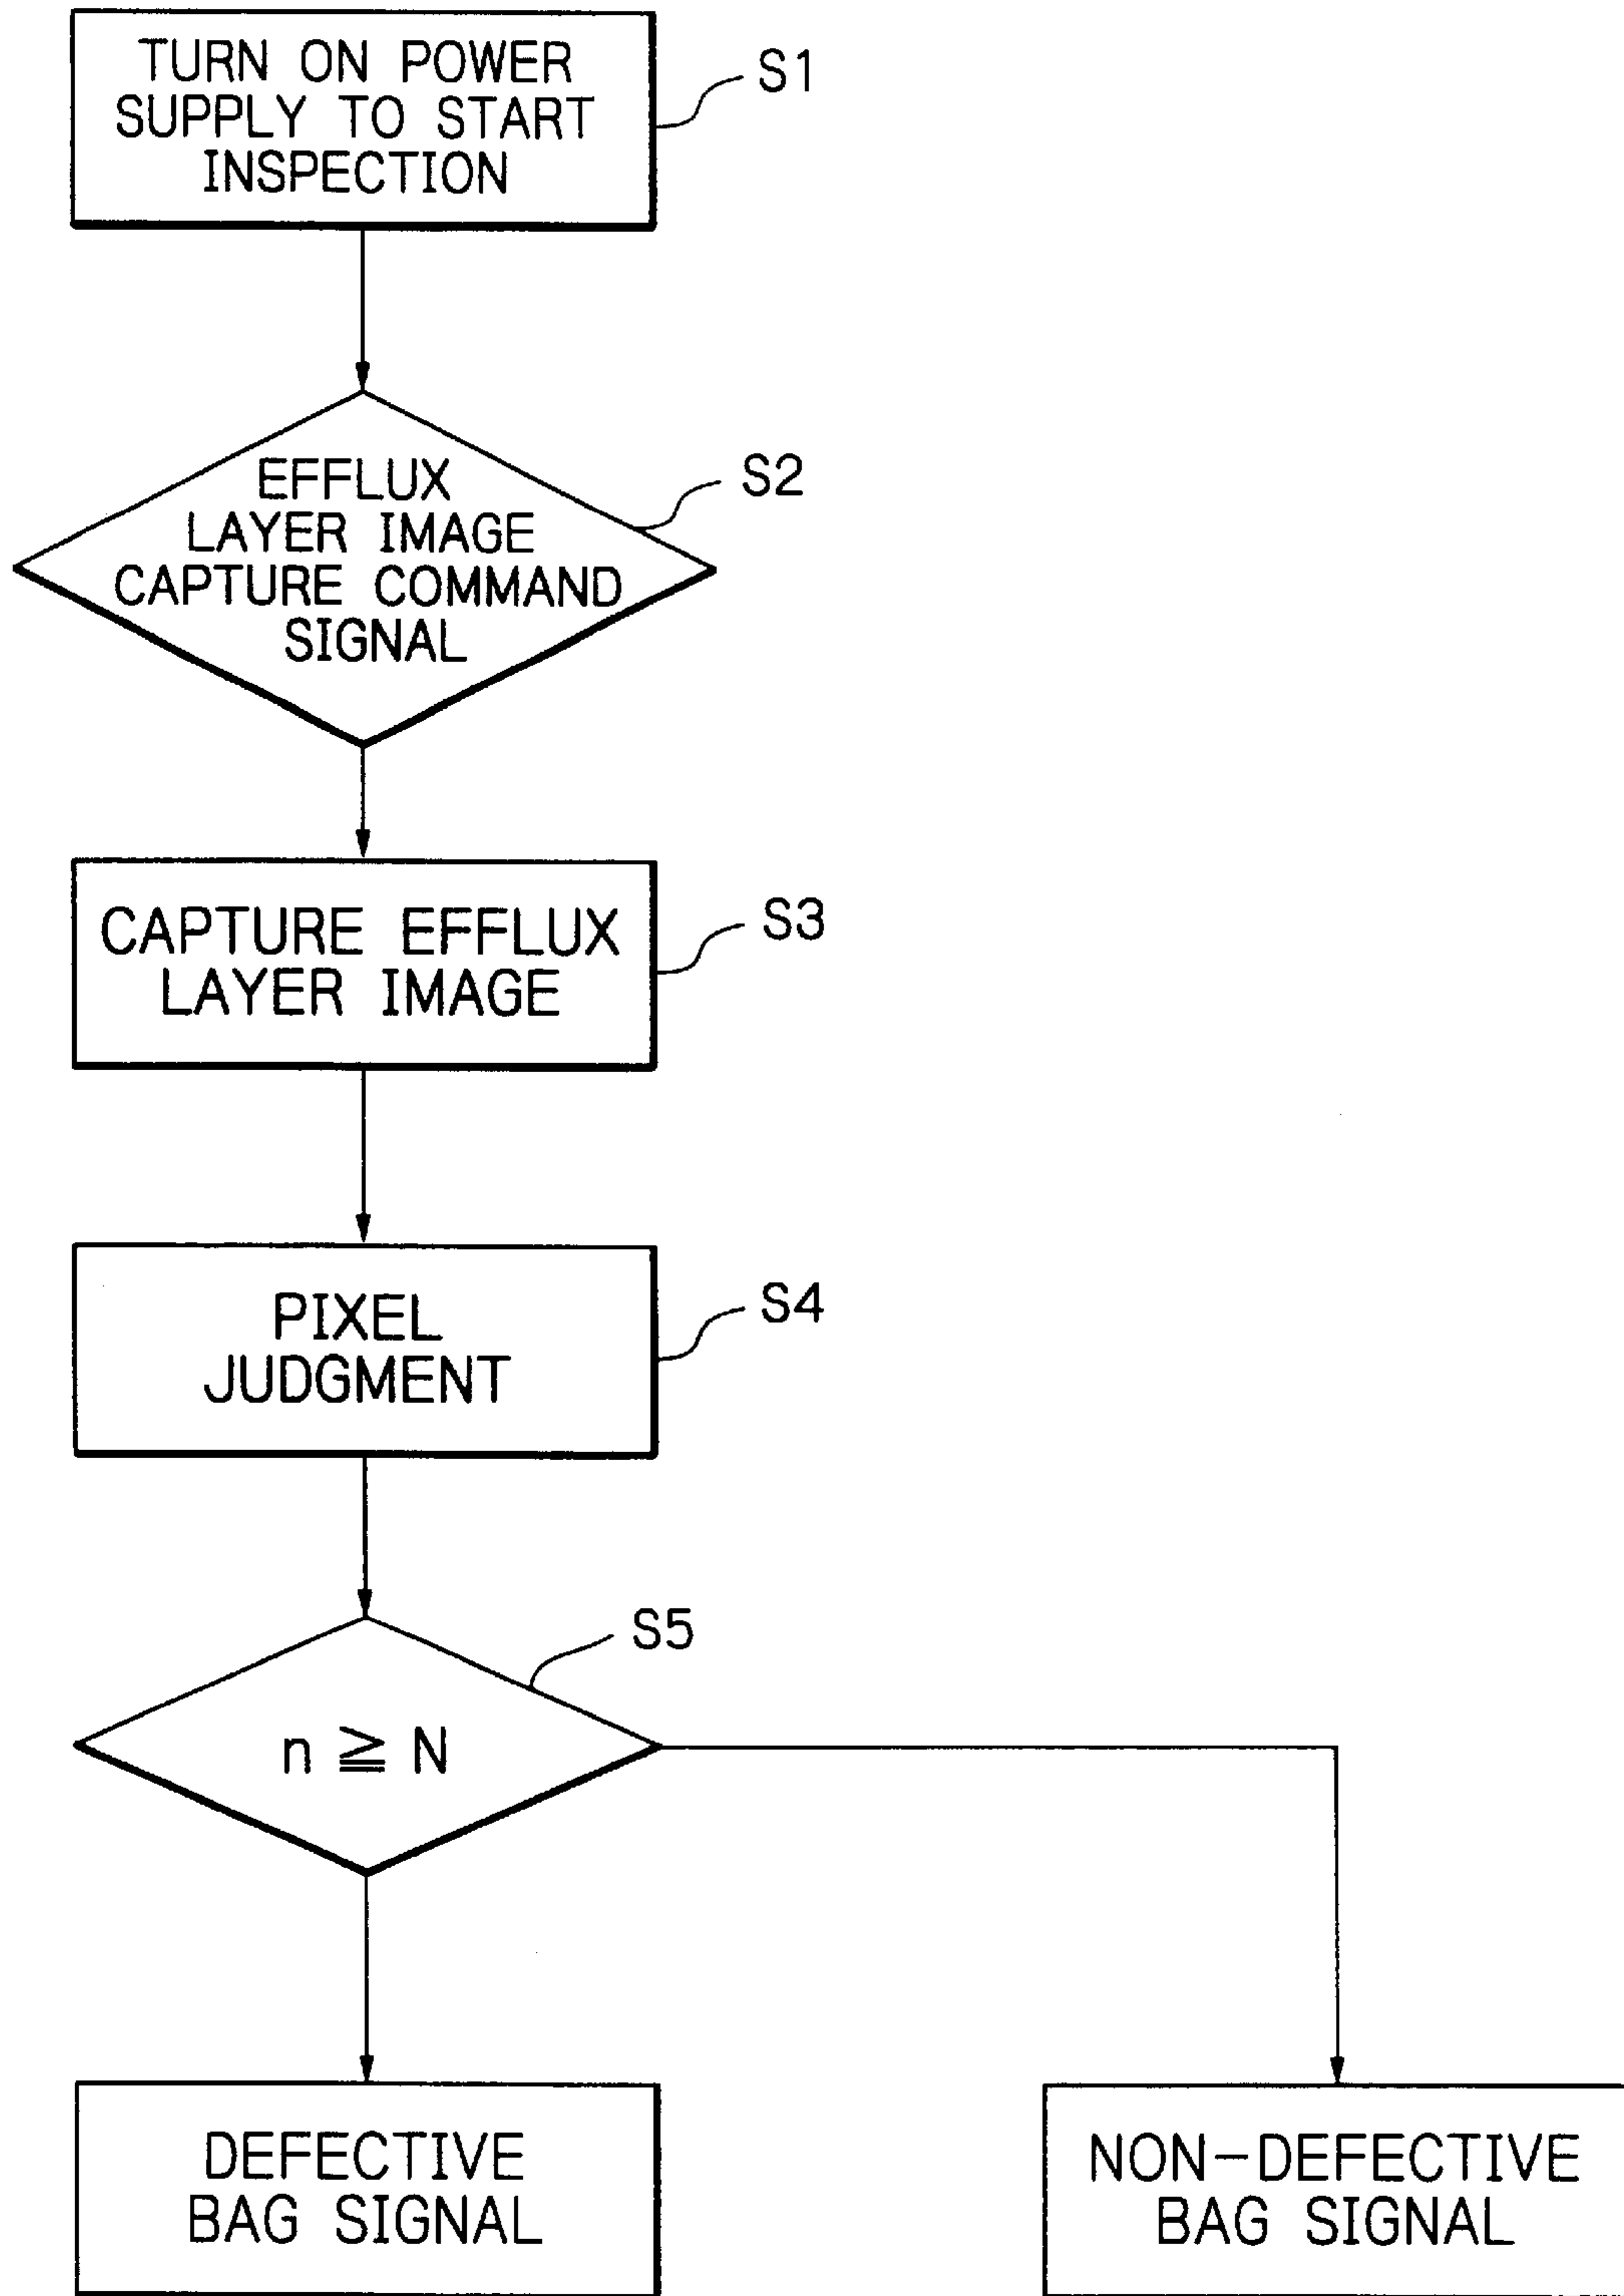 TURN ON POWER
SUPPLY TO START
INSPECTION
S1
EFFLUX
LAYER IMAGE
CAPTURE COMMAND
SIGNAL
S2
CAPTURE EFFLUX
LAYER IMAGE
S3
PIXEL
JUDGMENT
S4
n ≧ N
S5
DEFECTIVE
BAG SIGNAL
NON-DEFECTIVE
BAG SIGNAL